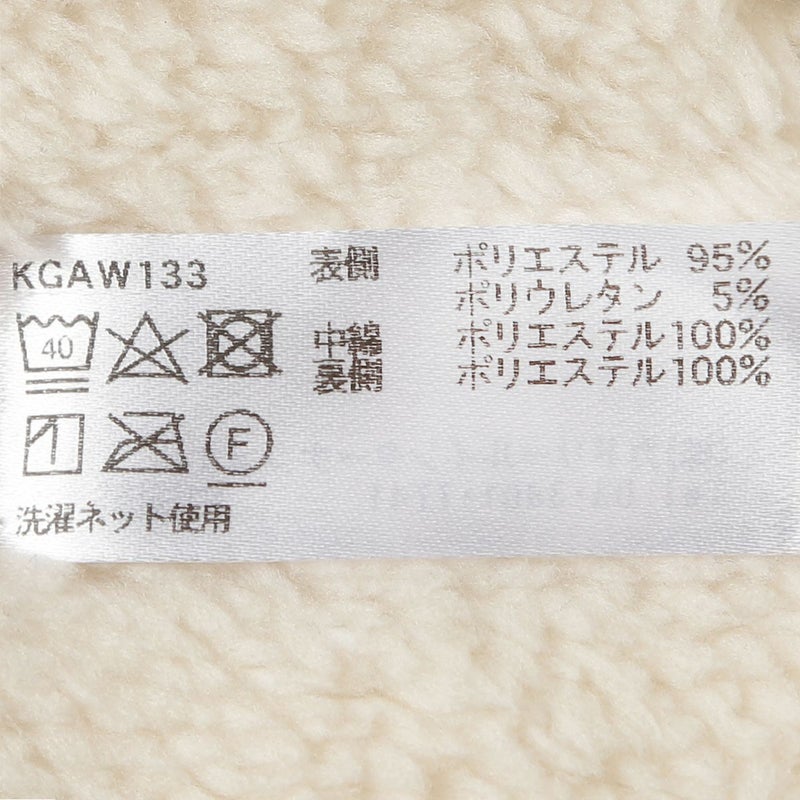 KGAW133
表側 ポリエステル 95%
ポリウレタン 5%
中綿 ポリエステル100%
裏側 ポリエステル100%
40
F
洗濯ネット使用